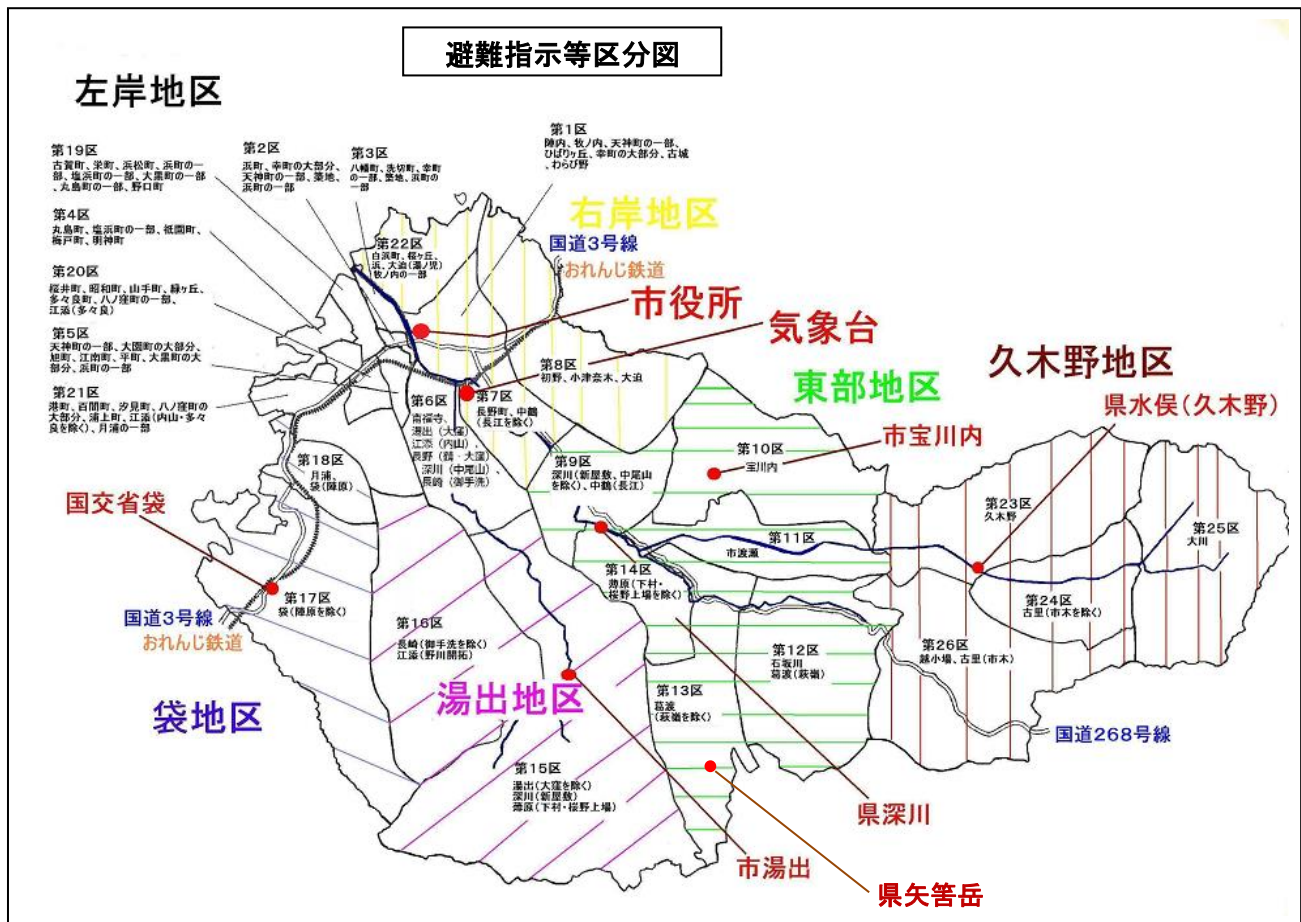 避難指示等区分図
左岸地区
第19区
古賀町、栄町、浜松町、浜町の一
部、塩浜町の一部、大黒町の一部
、丸島町の一部、野口町
第2区
浜町、幸町の大部分、
天神町の一部、築地、
浜町の一部
第3区
八幡町、洗切町、幸町
の一部、築地、浜町の
一部
第1区
陣内、牧ノ内、天神町の一部、
ひばりヶ丘、幸町の大部分、古城
、わらび野
第4区
丸島町、塩浜町の一部、祇園町、
梅戸町、明神町
第20区
桜井町、昭和町、山手町、緑ヶ丘、
多々良町、八ノ窪町の一部、
江添(多々良)
第5区
天神町の一部、大園町の大部分、
旭町、江南町、平町、大黒町の大
部分、浜町の一部
第21区
港町、百間町、汐見町、八ノ窪町の
大部分、浦上町、江添(内山・多々
良を除く)、月浦の一部
右岸地区
第22区
白浜町、桜ヶ丘、
浜、大迫(湯ノ児)
牧ノ内の一部
国道3号線
おれんじ鉄道
市役所
気象台
第8区
初野、小津奈木、大迫
第6区
南福寺、
湯出(大窪)
江添(内山)、
長野(鶴・大窪)
深川(中尾山)、
長崎(御手洗)
第7区
長野町、中鶴
(長江を除く)
東部地区
久木野地区
県水俣(久木野)
市宝川内
第10区
宝川内
第9区
深川(新屋敷、中尾山
を除く)、中鶴(長江)
第18区
月浦、
袋(陣原)
国交省袋
第23区
久木野
第25区
大川
第11区
市渡瀬
第14区
薄原(下村・
桜野上場を除く)
第17区
袋(陣原を除く)
第24区
古里(市木を除く)
国道3号線
おれんじ鉄道
第16区
長崎(御手洗を除く)
江添(野川開拓)
第12区
石坂川
葛渡(萩嶺)
第26区
越小場、古里(市木)
袋地区
湯出地区
第13区
葛渡
(萩嶺を除く)
国道268号線
第15区
湯出(大窪を除く)
深川(新屋敷)
薄原(下村・桜野上場)
県深川
市湯出
県矢筈岳